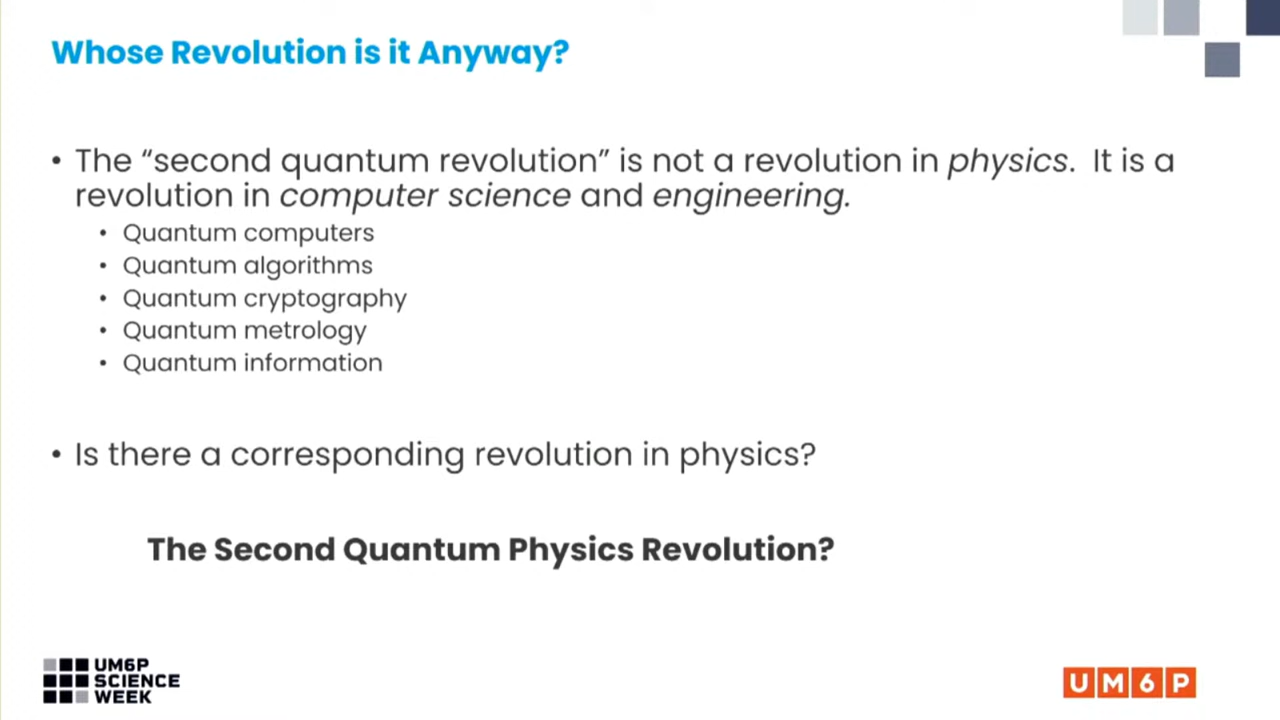 Whose Revolution is it Anyway?
• The “second quantum revolution” is not a revolution in physics. It is a
revolution in computer science and engineering.
• Quantum computers
• Quantum algorithms
• Quantum cryptography
• Quantum metrology
• Quantum information
• Is there a corresponding revolution in physics?
The Second Quantum Physics Revolution?
UM6P
SCIENCE
WEEK
UM6P